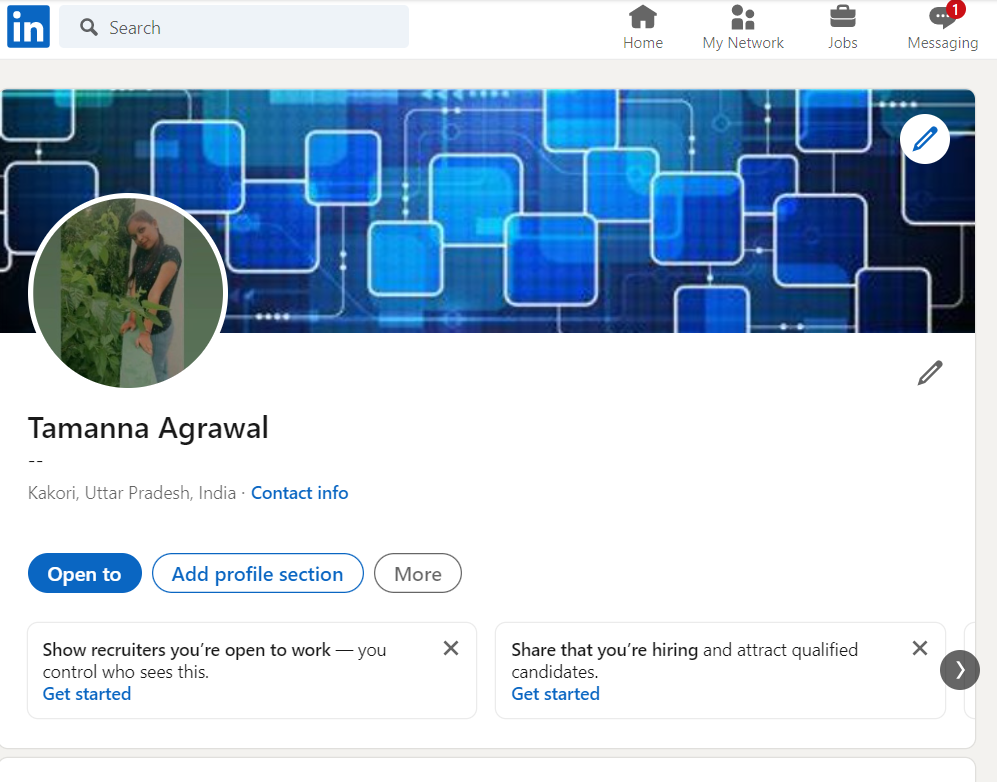 in
Search
Home
My Network
Jobs
1
Messaging
Tamanna Agrawal
--
Kakori, Uttar Pradesh, India · Contact info
Open to
Add profile section
More
Show recruiters you’re open to work — you
control who sees this.
Get started
Share that you’re hiring and attract qualified
candidates.
Get started